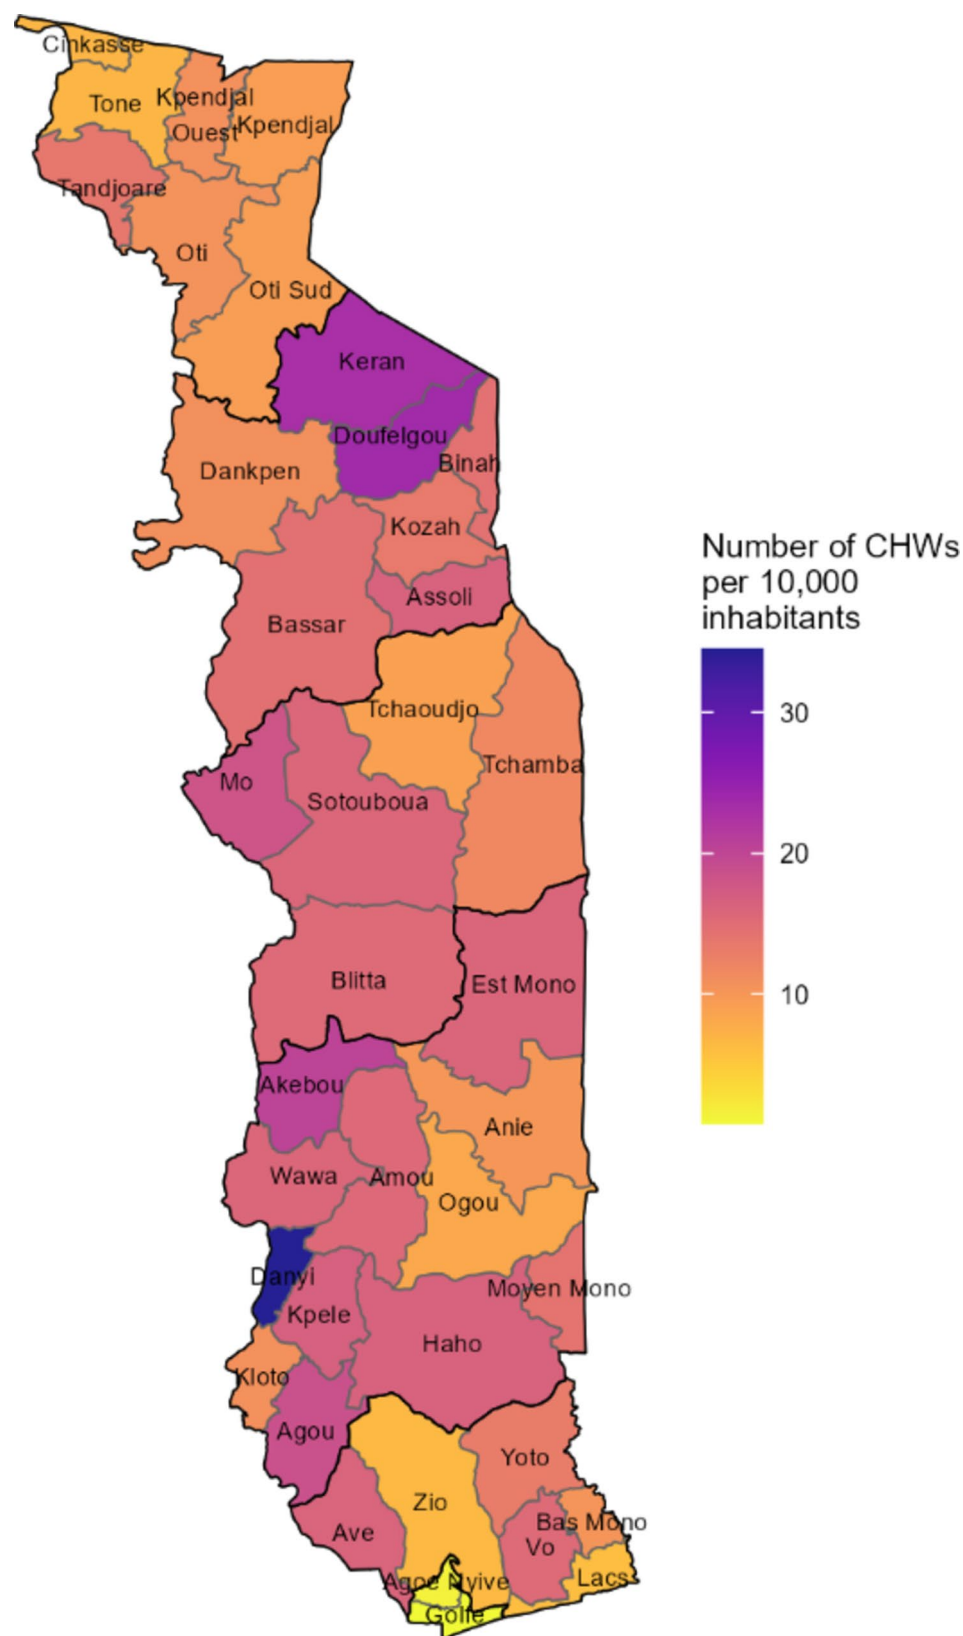 Cinkasse
Tone
Kpendjal
Ouest
Kpendjal
Tandjoare
Oti
Oti Sud
Keran
Doufelgou
Binah
Dankpen
Kozah
Assoli
Bassar
Tchaoudjo
Tchamba
Mo
Sotouboua
Number of CHWs
per 10,000
inhabitants
30
20
10
Blitta
Est Mono
Akebou
Anie
Wawa
Amou
Ogou
Danyi
Moyen Mono
Kpele
Haho
Kloto
Agou
Yoto
Zio
Bas Mono
Ave
Vo
Lacs
Agoe Nyive
Golfe